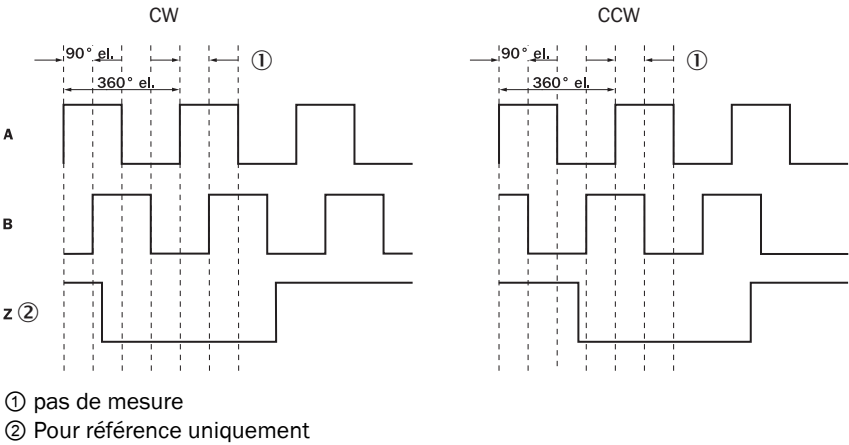 CW
CCW
90° el.
①
90° el.
①
360° el.
360° el.
A
B
Z ②
① pas de mesure
② Pour référence uniquement